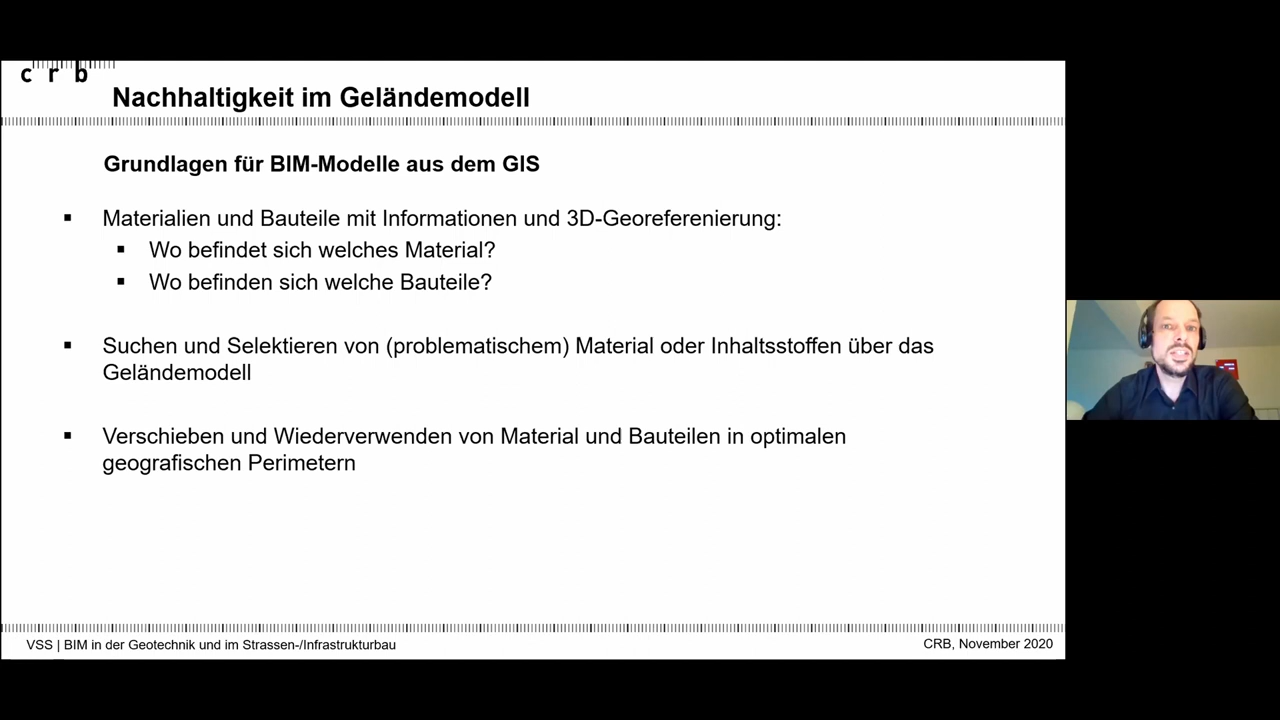 c r b
Nachhaltigkeit im Geländemodell
Grundlagen für BIM-Modelle aus dem GIS
▪ Materialien und Bauteile mit Informationen und 3D-Georeferenierung:
▪ Wo befindet sich welches Material?
▪ Wo befinden sich welche Bauteile?
▪ Suchen und Selektieren von (problematischem) Material oder Inhaltsstoffen über das
Geländemodell
▪ Verschieben und Wiederverwenden von Material und Bauteilen in optimalen
geografischen Perimetern
VSS | BIM in der Geotechnik und im Strassen-/Infrastrukturbau
CRB, November 2020